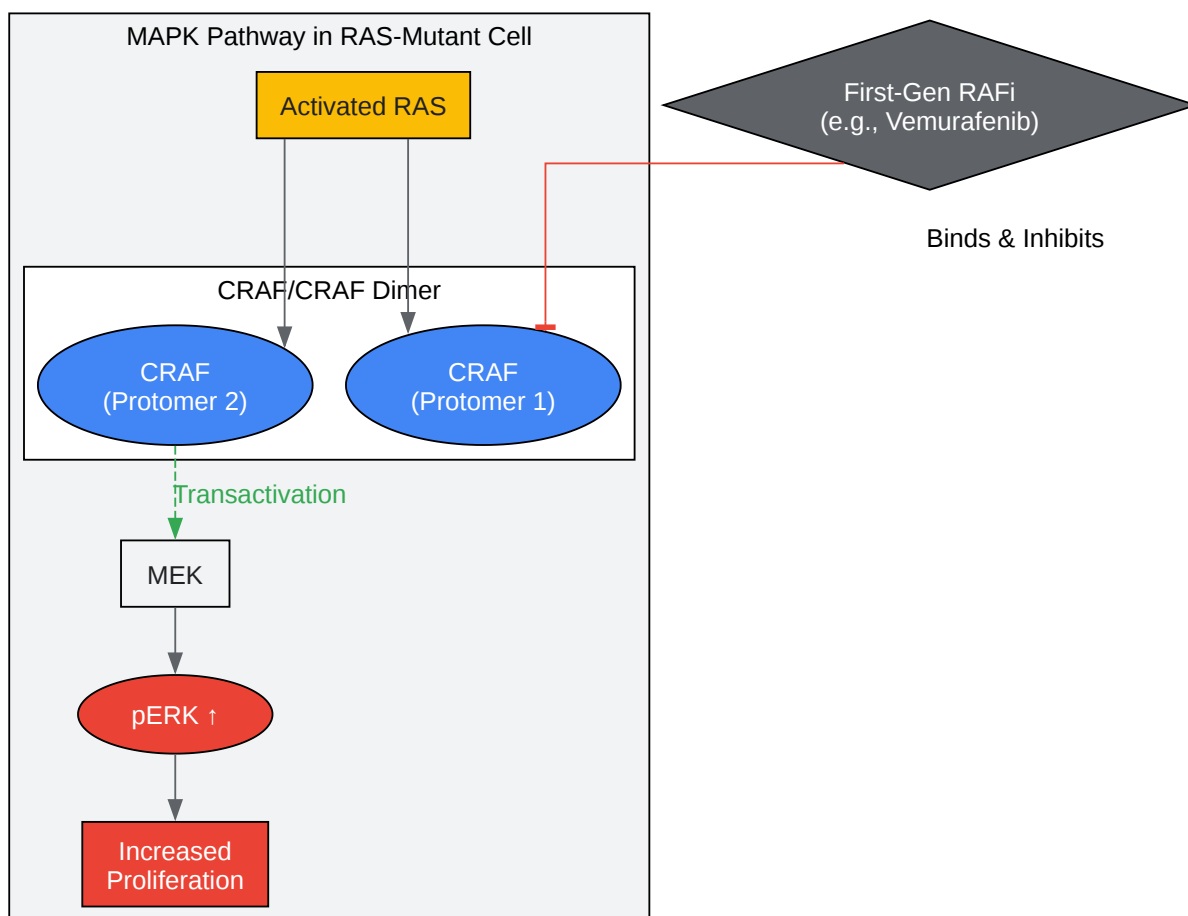 MAPK Pathway in RAS-Mutant Cell
Activated RAS
First-Gen RAFi
(e.g., Vemurafenib)
Binds & Inhibits
CRAF/CRAF Dimer
CRAF
(Protomer 2)
CRAF
(Protomer 1)
Transactivation
MEK
pERK ↑
Increased
Proliferation